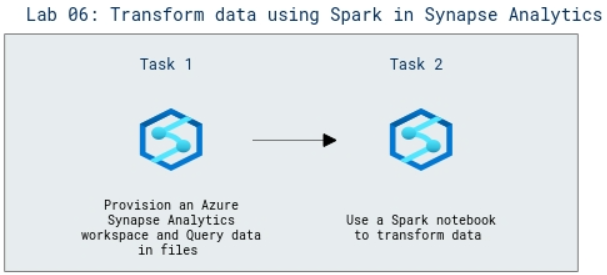 Lab 06: Transform data using Spark in Synapse Analytics
Task 1
Task 2
Provision an Azure
Synapse Analytics
workspace and Query data
in files
Use a Spark notebook
to transform data